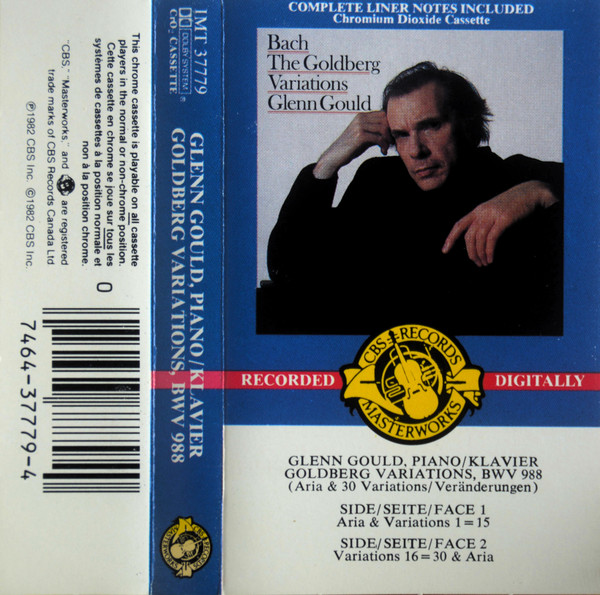 COMPLETE LINER NOTES INCLUDED
Chromium Dioxide Cassette
Bach
The Goldberg
Variations
Glenn Gould
CBS RECORDS
MASTERWORKS
RECORDED DIGITALLY
GLENN GOULD, PIANO/KLAVIER
GOLDBERG VARIATIONS, BWV 988
(Aria & 30 Variations/Veränderungen)
SIDE/SEITE/FACE 1
Aria & Variations 1=15
SIDE/SEITE/FACE 2
Variations 16=30 & Aria
IMT 37779
DOLBY SYSTEM
CrO₂ CASSETTE
GLENN GOULD, PIANO/KLAVIER
GOLDBERG VARIATIONS, BWV 988
CBS RECORDS
MASTERWORKS
This chrome cassette is playable on all cassette
players in the normal or non-chrome position.
Cette cassette en chrome se joue sur tous les
systèmes de cassettes à la position normale et
non à la position chrome.
"CBS," "Masterworks," and are registered
trade marks of CBS Records Canada Ltd
℗1982 CBS Inc. ©1982 CBS Inc.
0
7464-37779-4